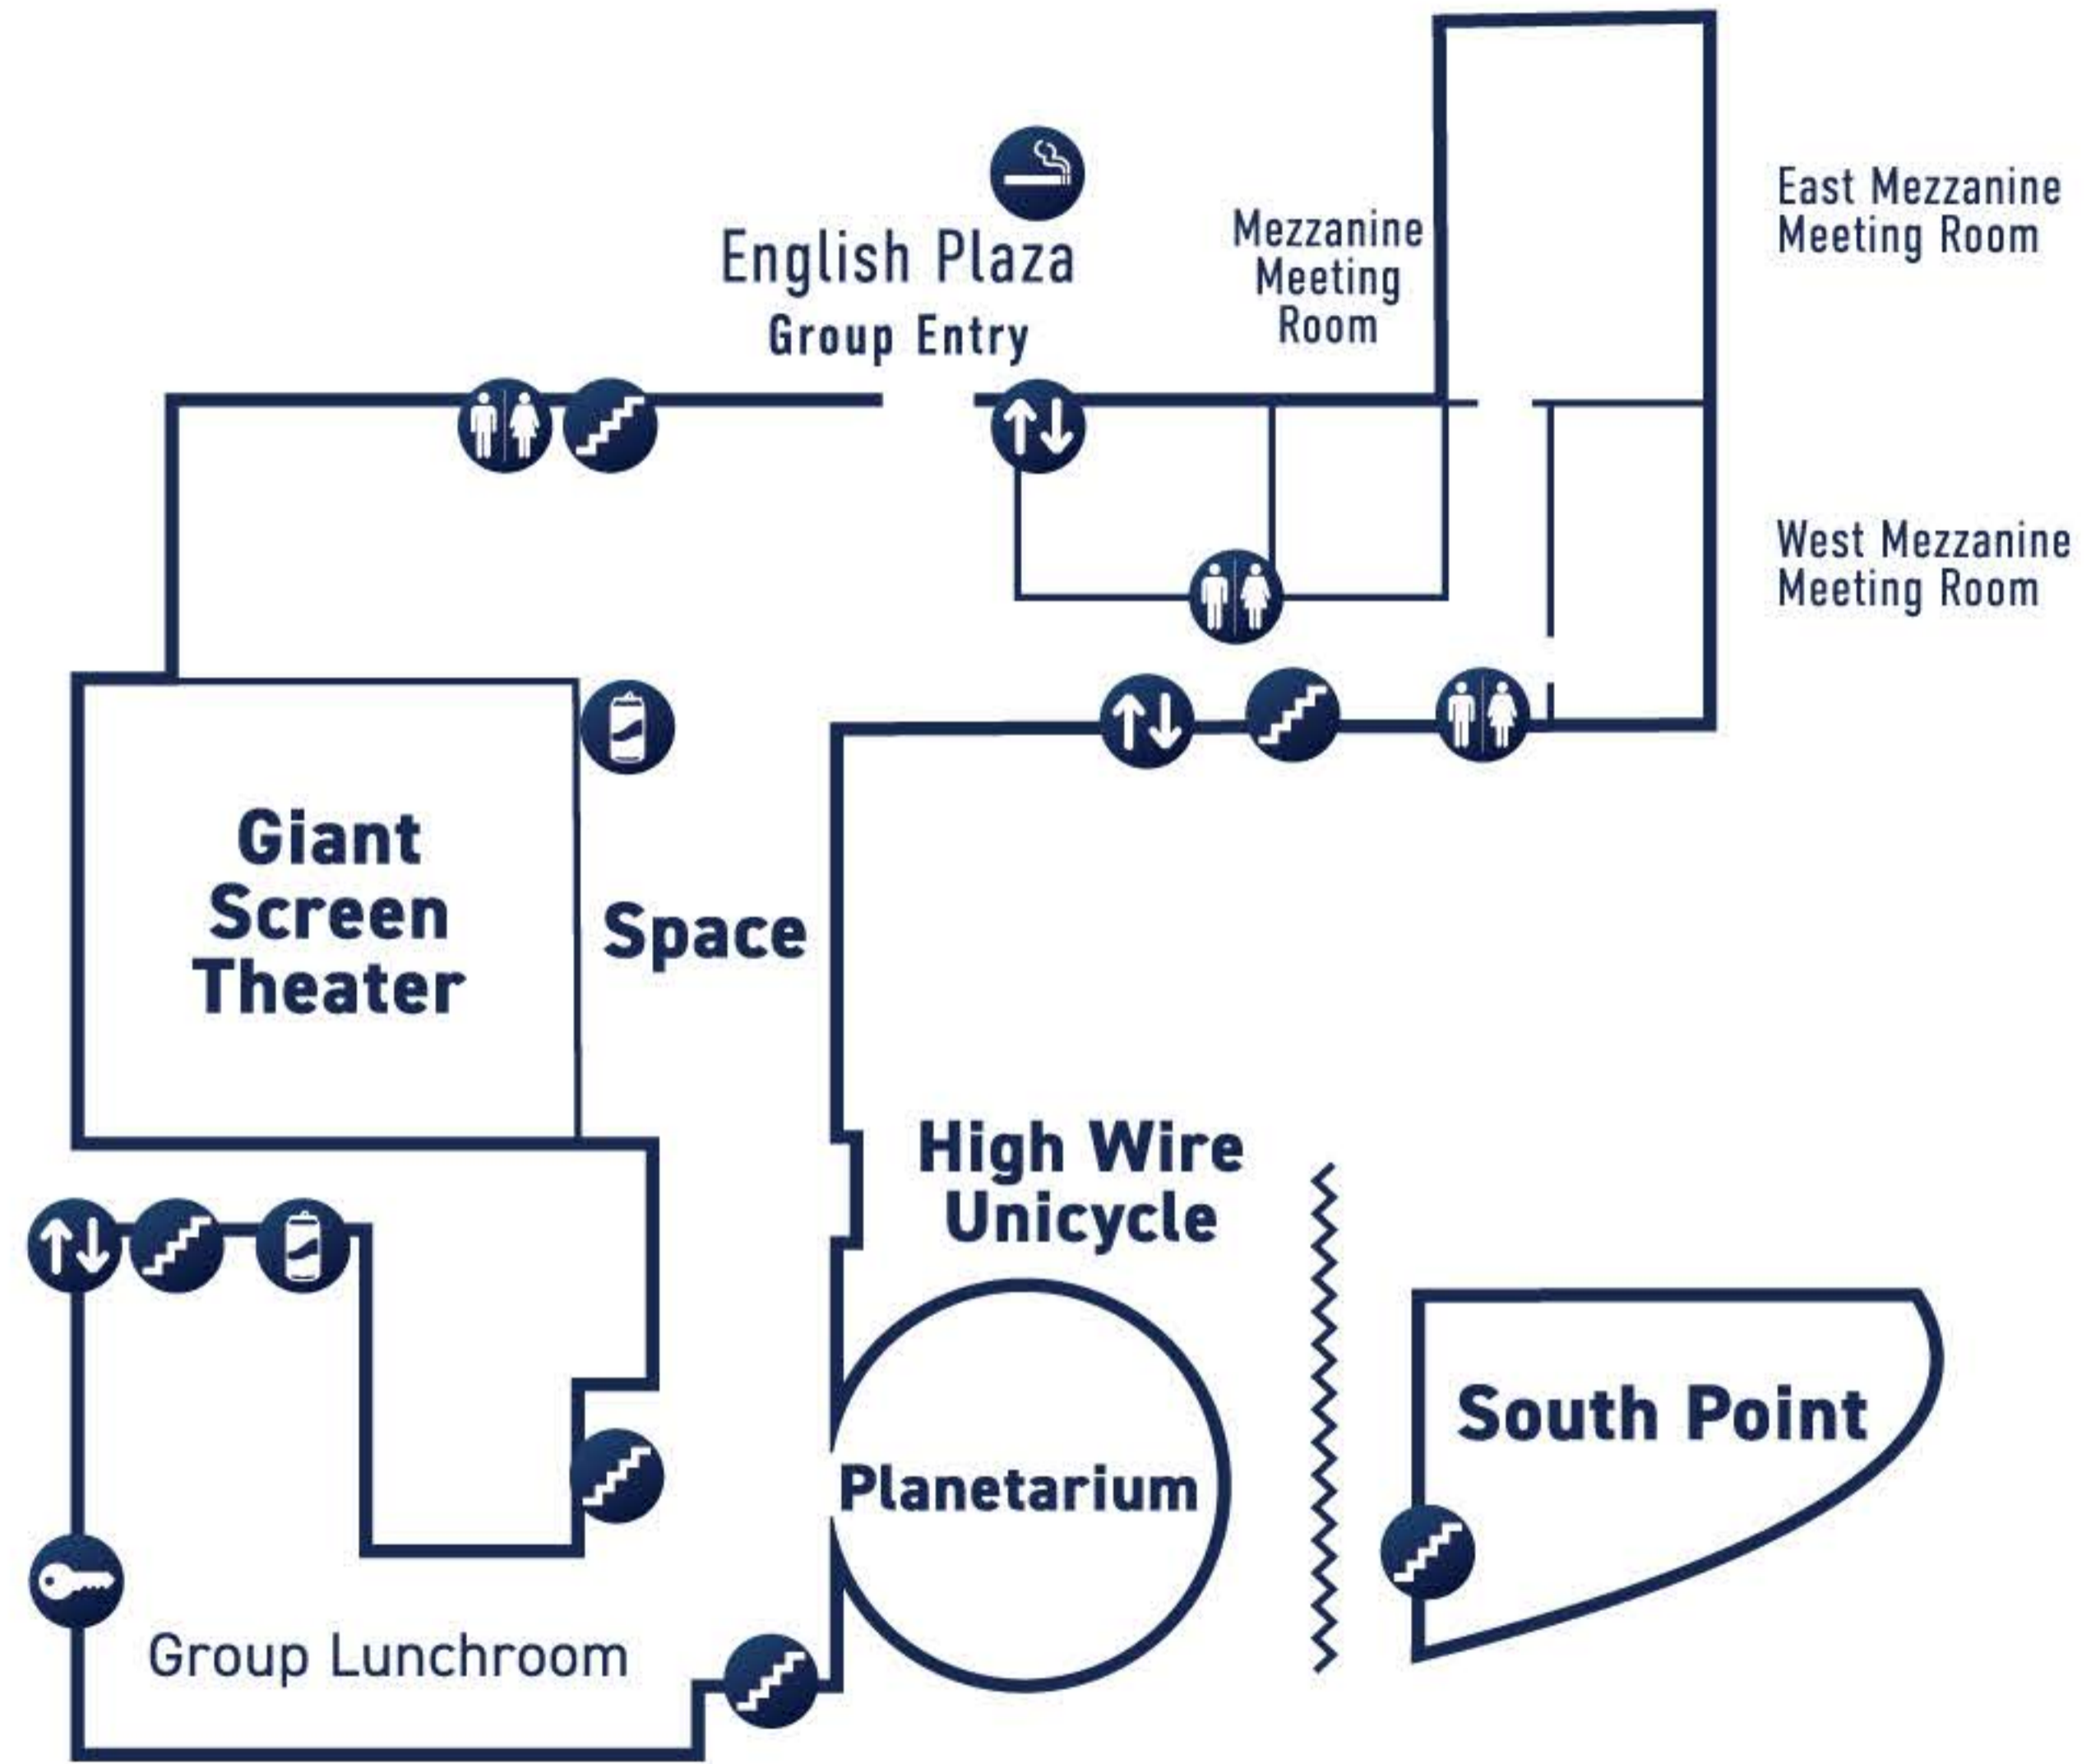 English Plaza
Group Entry
Mezzanine
Meeting
Room
East Mezzanine
Meeting Room
West Mezzanine
Meeting Room
Giant
Screen
Theater
Space
High Wire
Unicycle
Planetarium
South Point
Group Lunchroom